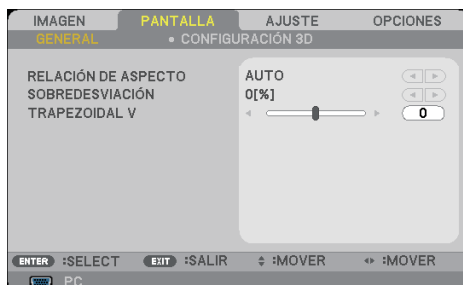 IMAGEN PANTALLA AJUSTE OPCIONES
GENERAL • CONFIGURACIÓN 3D
RELACIÓN DE ASPECTO AUTO
SOBREDESVIACIÓN 0[%]
TRAPEZOIDAL V 0
ENTER :SELECT EXIT :SALIR :MOVER :MOVER
PC